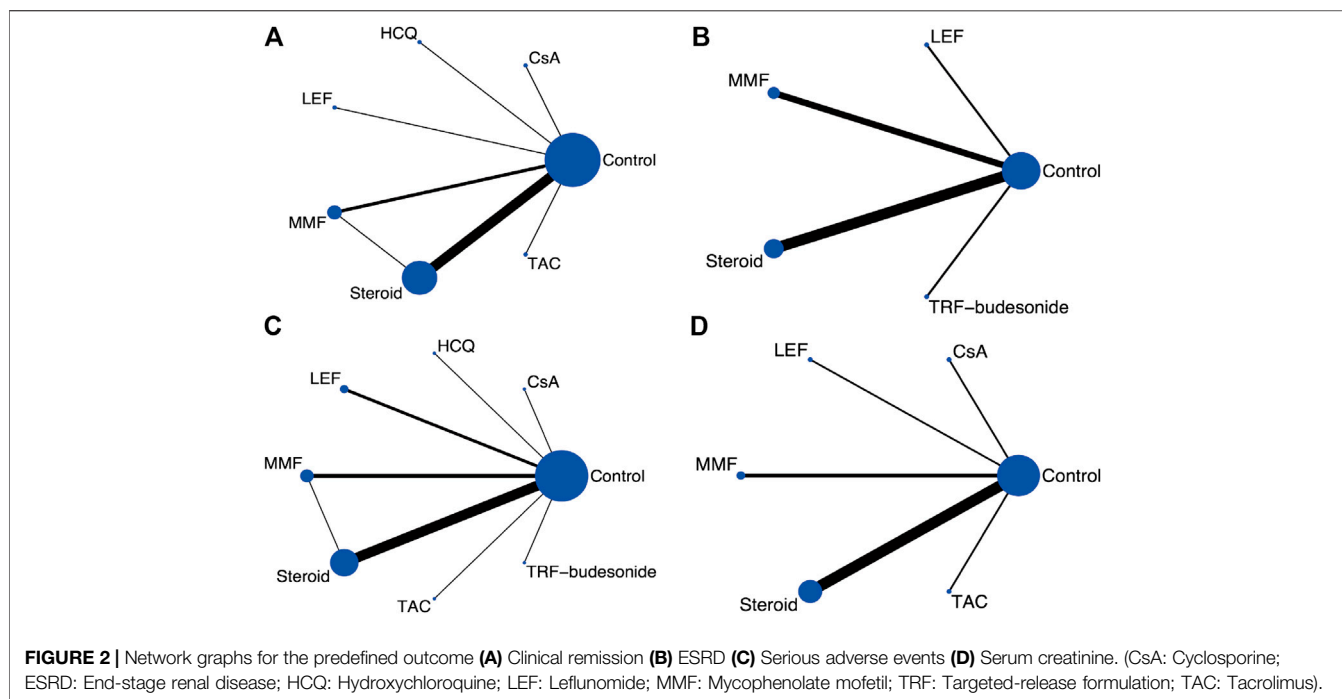 A
HCQ
CsA
LEF
Control
MMF
Steroid
TAC
B
LEF
MMF
Control
Steroid
TRF−budesonide
C
HCQ
LEF
CsA
MMF
Control
Steroid
TRF−budesonide
TAC
D
LEF
CsA
MMF
Control
Steroid
TAC
FIGURE 2 | Network graphs for the predefined outcome (A) Clinical remission (B) ESRD (C) Serious adverse events (D) Serum creatinine. (CsA: Cyclosporine;
ESRD: End-stage renal disease; HCQ: Hydroxychloroquine; LEF: Leflunomide; MMF: Mycophenolate mofetil; TRF: Targeted-release formulation; TAC: Tacrolimus).